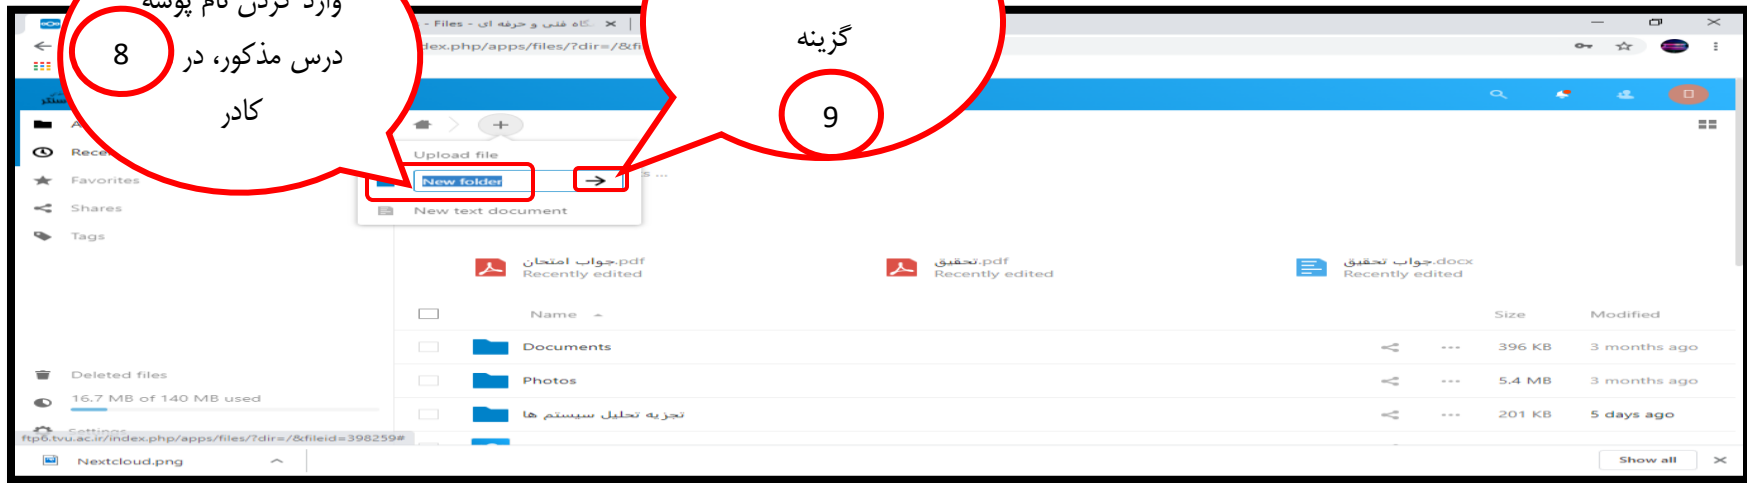 وارد کردن نام پوشه
درس مذکور، در 8
کادر
گزینه
9
- Files - گاه فنی و حرفه ای
dex.php/apps/files/?dir=/&fi
Upload file
New folder
New text document
Favorites
Shares
Tags
جواب امتحان.pdf
Recently edited
تحقیق.pdf
Recently edited
جواب تحقیق.docx
Recently edited
Name Size Modified
Documents 396 KB 3 months ago
Photos 5.4 MB 3 months ago
تجزیه تحلیل سیستم ها 201 KB 5 days ago
Deleted files
16.7 MB of 140 MB used
Settings
ftp6.tvu.ac.ir/index.php/apps/files/?dir=/&fileid=398259#
Nextcloud.png
Show all